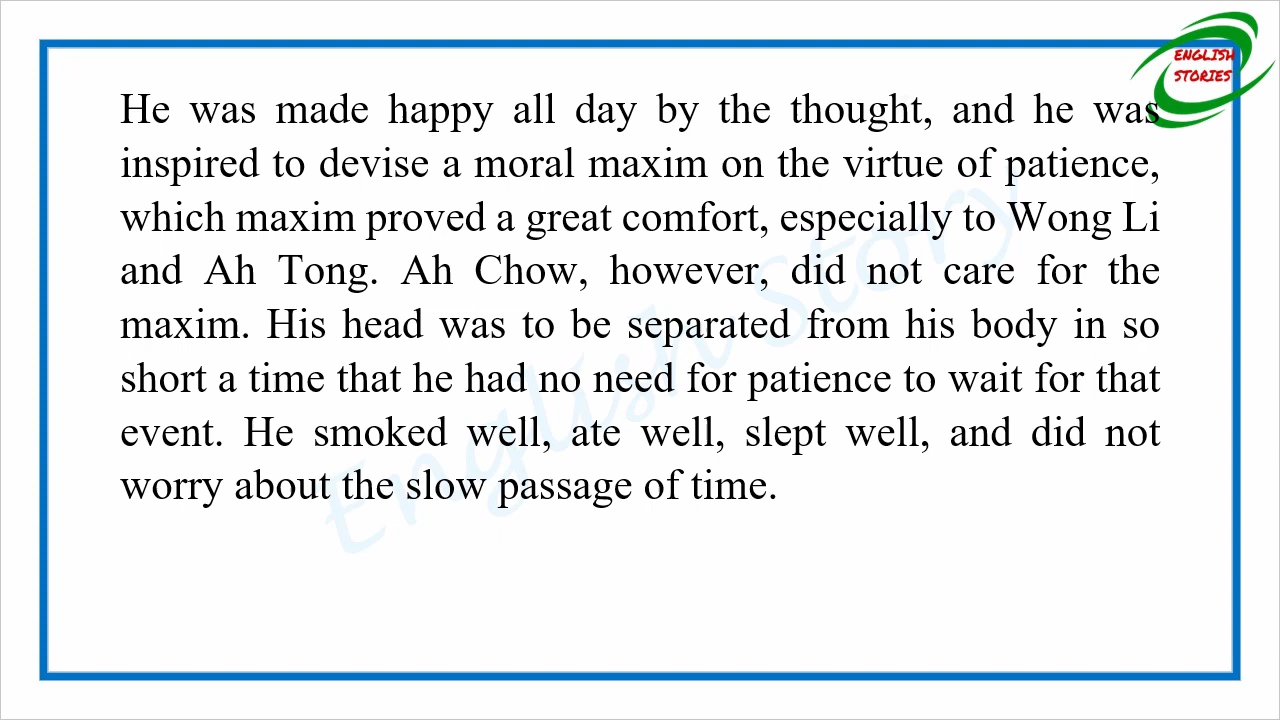 ENGLISH
STORIES
He was made happy all day by the thought, and he was
inspired to devise a moral maxim on the virtue of patience,
which maxim proved a great comfort, especially to Wong Li
and Ah Tong. Ah Chow, however, did not care for the
maxim. His head was to be separated from his body in so
short a time that he had no need for patience to wait for that
event. He smoked well, ate well, slept well, and did not
worry about the slow passage of time.
English Story